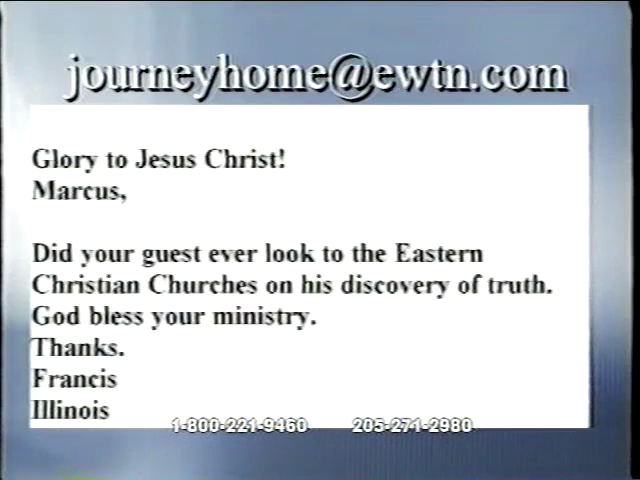 journeyhome@ewtn.com
Glory to Jesus Christ!
Marcus,
Did your guest ever look to the Eastern
Christian Churches on his discovery of truth.
God bless your ministry.
Thanks.
Francis
Illinois
1-800-221-9460 205-271-2980